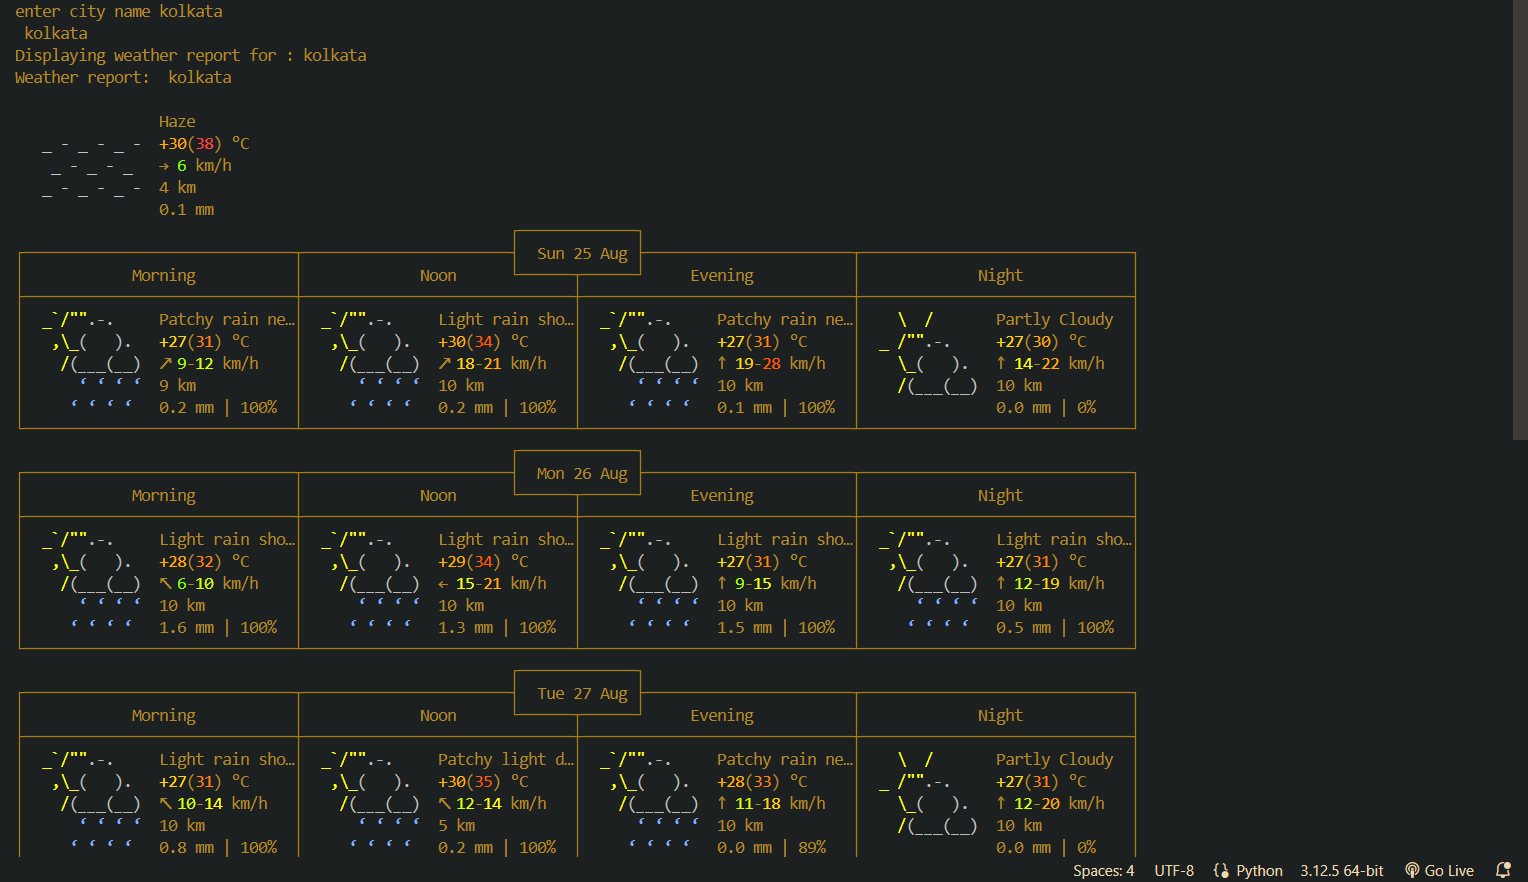 enter city name kolkata
kolkata
Displaying weather report for : kolkata
Weather report:  kolkata
Haze
_ - _ - _ -  +30(38) °C
_ - _ - _  → 6 km/h
_ - _ - _ -  4 km
0.1 mm
Sun 25 Aug
Morning Noon Evening Night
_`/"".-.  Patchy rain ne… _`/"".-.  Light rain sho… _`/"".-.  Patchy rain ne… \  /  Partly Cloudy
,\_(   ).  +27(31) °C ,\_(   ).  +30(34) °C ,\_(   ).  +27(31) °C _ /"".-.  +27(30) °C
/(___(__)  ↗ 9-12 km/h /(___(__)  ↗ 18-21 km/h /(___(__)  ↑ 19-28 km/h \_(   ).  ↑ 14-22 km/h
‘ ‘ ‘ ‘  9 km ‘ ‘ ‘ ‘  10 km ‘ ‘ ‘ ‘  10 km /(___(__)  10 km
‘ ‘ ‘ ‘  0.2 mm | 100% ‘ ‘ ‘ ‘  0.2 mm | 100% ‘ ‘ ‘ ‘  0.1 mm | 100% 0.0 mm | 0%
Mon 26 Aug
Morning Noon Evening Night
_`/"".-.  Light rain sho… _`/"".-.  Light rain sho… _`/"".-.  Light rain sho… _`/"".-.  Light rain sho…
,\_(   ).  +28(32) °C ,\_(   ).  +29(34) °C ,\_(   ).  +27(31) °C ,\_(   ).  +27(31) °C
/(___(__)  ↖ 6-10 km/h /(___(__)  ← 15-21 km/h /(___(__)  ↑ 9-15 km/h /(___(__)  ↑ 12-19 km/h
‘ ‘ ‘ ‘  10 km ‘ ‘ ‘ ‘  10 km ‘ ‘ ‘ ‘  10 km ‘ ‘ ‘ ‘  10 km
‘ ‘ ‘ ‘  1.6 mm | 100% ‘ ‘ ‘ ‘  1.3 mm | 100% ‘ ‘ ‘ ‘  1.5 mm | 100% ‘ ‘ ‘ ‘  0.5 mm | 100%
Tue 27 Aug
Morning Noon Evening Night
_`/"".-.  Light rain sho… _`/"".-.  Patchy light d… _`/"".-.  Patchy rain ne… \  /  Partly Cloudy
,\_(   ).  +27(31) °C ,\_(   ).  +30(35) °C ,\_(   ).  +28(33) °C _ /"".-.  +27(31) °C
/(___(__)  ↖ 10-14 km/h /(___(__)  ↖ 12-14 km/h /(___(__)  ↑ 11-18 km/h \_(   ).  ↑ 12-20 km/h
‘ ‘ ‘ ‘  10 km ‘ ‘ ‘ ‘  5 km ‘ ‘ ‘ ‘  10 km /(___(__)  10 km
‘ ‘ ‘ ‘  0.8 mm | 100% ‘ ‘ ‘ ‘  0.2 mm | 100% ‘ ‘ ‘ ‘  0.0 mm | 89% 0.0 mm | 0%
Spaces: 4 UTF-8 Python 3.12.5 64-bit Go Live